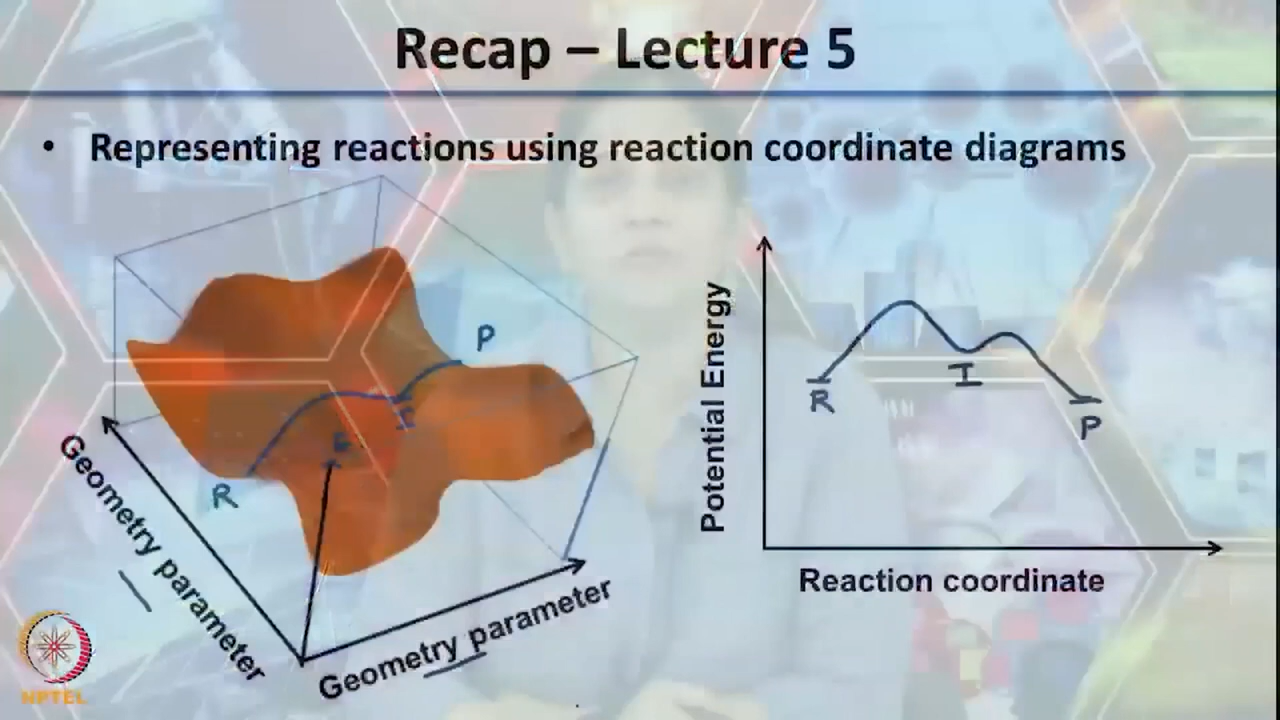 Recap – Lecture 5
• Representing reactions using reaction coordinate diagrams
P
I
E
R
Geometry parameter
Geometry parameter
Potential Energy
R
I
P
Reaction coordinate
NPTEL